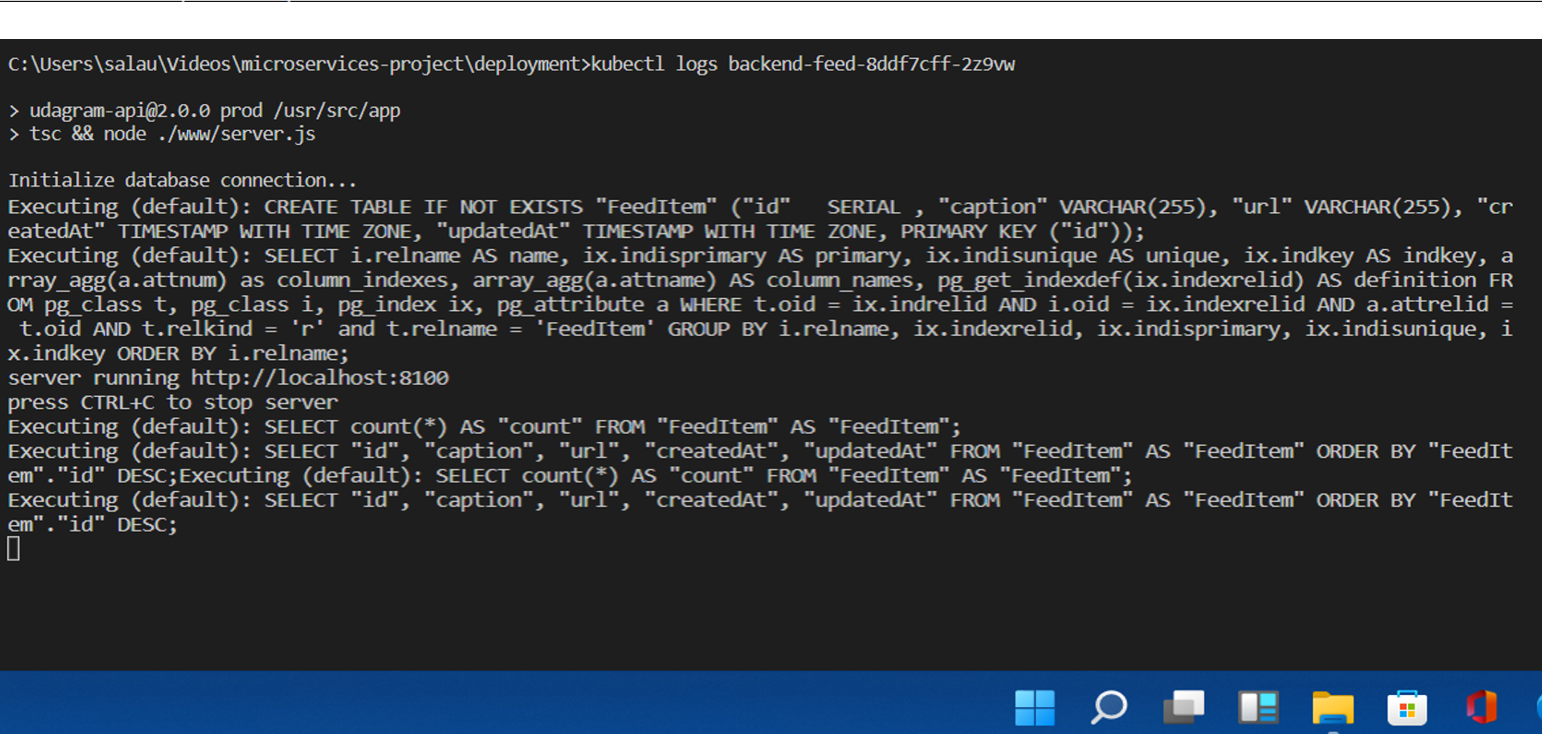 C:\Users\salau\Videos\microservices-project\deployment>kubectl logs backend-feed-8ddf7cff-2z9vw
> udagram-api@2.0.0 prod /usr/src/app
> tsc && node ./www/server.js
Initialize database connection...
Executing (default): CREATE TABLE IF NOT EXISTS "FeedItem" ("id"   SERIAL , "caption" VARCHAR(255), "url" VARCHAR(255), "cr
eatedAt" TIMESTAMP WITH TIME ZONE, "updatedAt" TIMESTAMP WITH TIME ZONE, PRIMARY KEY ("id"));
Executing (default): SELECT i.relname AS name, ix.indisprimary AS primary, ix.indisunique AS unique, ix.indkey AS indkey, a
rray_agg(a.attnum) as column_indexes, array_agg(a.attname) AS column_names, pg_get_indexdef(ix.indexrelid) AS definition FR
OM pg_class t, pg_class i, pg_index ix, pg_attribute a WHERE t.oid = ix.indrelid AND i.oid = ix.indexrelid AND a.attrelid =
 t.oid AND t.relkind = 'r' and t.relname = 'FeedItem' GROUP BY i.relname, ix.indexrelid, ix.indisprimary, ix.indisunique, i
x.indkey ORDER BY i.relname;
server running http://localhost:8100
press CTRL+C to stop server
Executing (default): SELECT count(*) AS "count" FROM "FeedItem" AS "FeedItem";
Executing (default): SELECT "id", "caption", "url", "createdAt", "updatedAt" FROM "FeedItem" AS "FeedItem" ORDER BY "FeedIt
em"."id" DESC;Executing (default): SELECT count(*) AS "count" FROM "FeedItem" AS "FeedItem";
Executing (default): SELECT "id", "caption", "url", "createdAt", "updatedAt" FROM "FeedItem" AS "FeedItem" ORDER BY "FeedIt
em"."id" DESC;